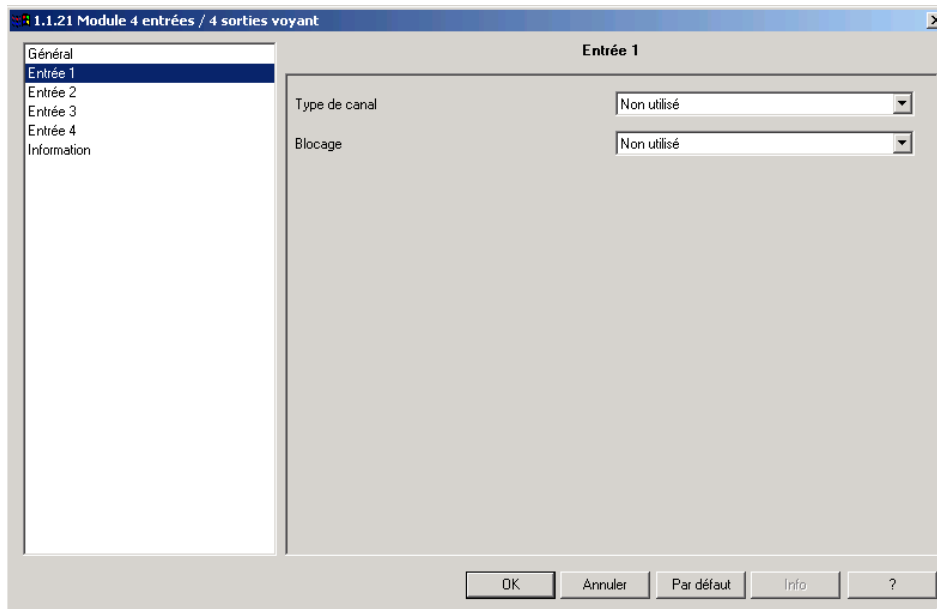 1.1.21 Module 4 entrées / 4 sorties voyant
Général
Entrée 1
Entrée 2
Entrée 3
Entrée 4
Information
Entrée 1
Type de canal
Non utilisé
Blocage
Non utilisé
OK
Annuler
Par défaut
Info
?